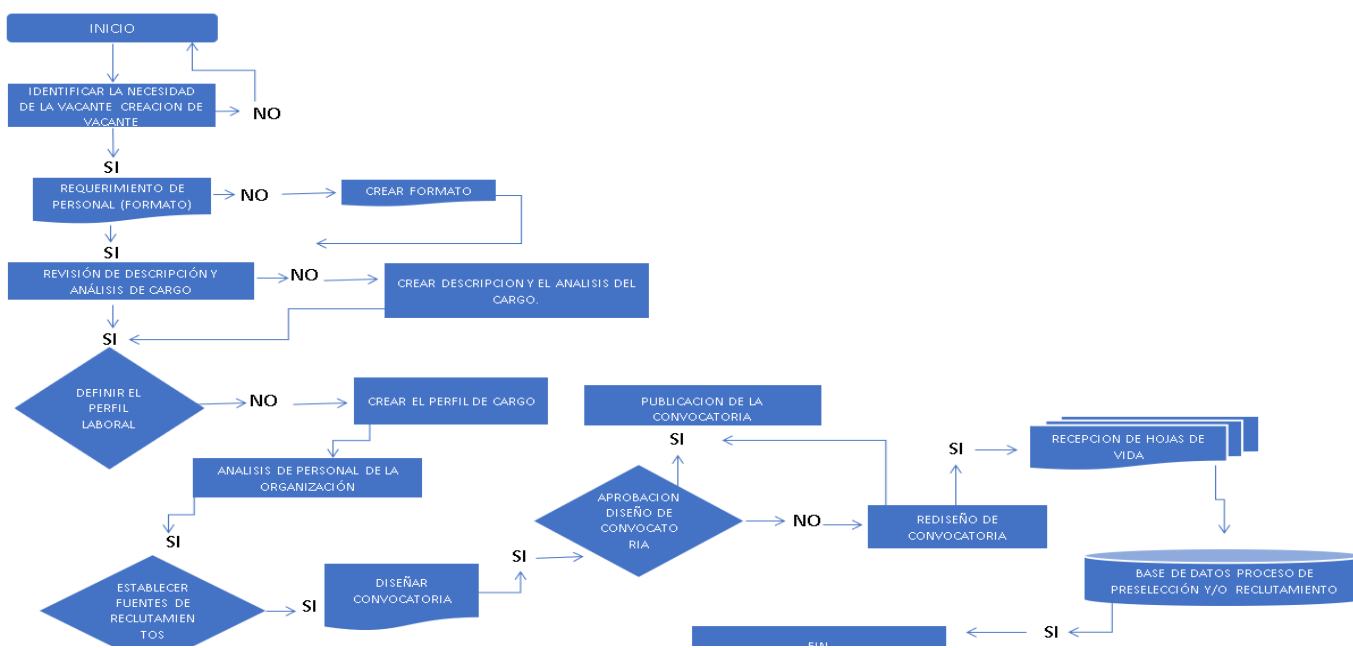 INICIO
IDENTIFICAR LA NECESIDAD
DE LA VACANTE CREACION DE
VACANTE
NO
SI
REQUERIMIENTO DE
PERSONAL (FORMATO)
NO
CREAR FORMATO
SI
REVISIÓN DE DESCRIPCIÓN Y
ANÁLISIS DE CARGO
NO
CREAR DESCRIPCION Y EL ANALISIS DEL
CARGO.
SI
DEFINIR EL
PERFIL
LABORAL
NO
CREAR EL PERFIL DE CARGO
ANALISIS DE PERSONAL DE LA
ORGANIZACIÓN
SI
ESTABLECER
FUENTES DE
RECLUTAMIEN
TOS
SI
DISEÑAR
CONVOCATORIA
SI
APROBACION
DISEÑO DE
CONVOCATO
RIA
SI
PUBLICACION DE LA
CONVOCATORIA
NO
REDISEÑO DE
CONVOCATORIA
SI
RECEPCION DE HOJAS DE
VIDA
BASE DE DATOS PROCESO DE
PRESELECCIÓN Y/O RECLUTAMIENTO
SI
FIN